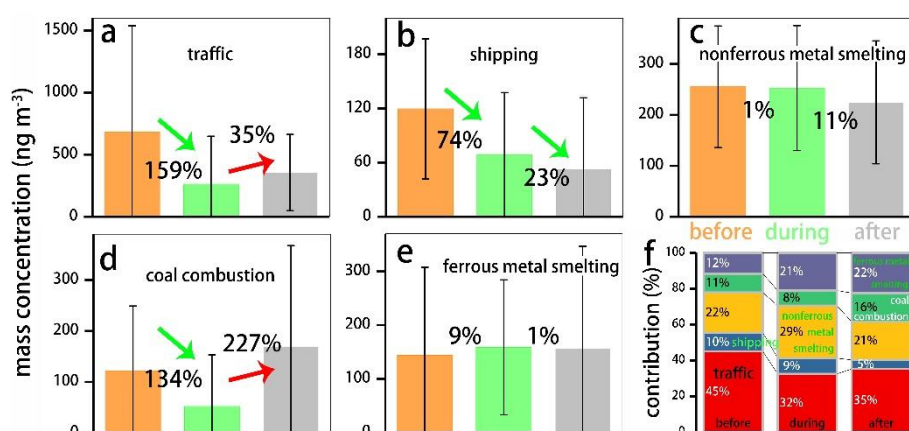 mass concentration (ng m⁻³)
a
traffic
1500
1000
500
0
159%
35%
b
shipping
180
120
60
0
74%
23%
c
nonferrous metal smelting
300
200
100
0
1%
11%
before
during
after
d
coal combustion
300
200
100
0
134%
227%
e
ferrous metal smelting
300
200
100
0
9%
1%
f
contribution (%)
100
80
60
40
20
0
12%
11%
22%
10% shipping
traffic
45%
before
21%
8%
nonferrous
29% metal
smelting
9%
32%
during
ferrous metal
22% smelting
coal
16% combustion
21%
5%
35%
after